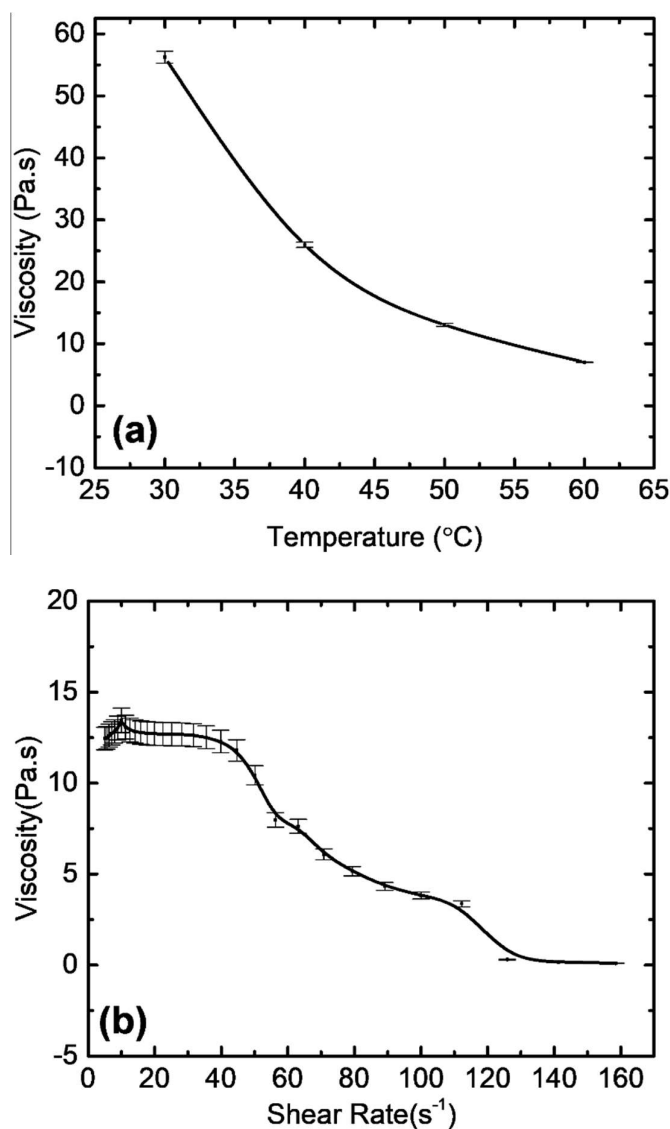 60
50
40
30
20
10
0
-10
Viscosity (Pa.s)
(a)
25 30 35 40 45 50 55 60 65
Temperature (°C)
20
15
10
5
0
-5
Viscosity(Pa.s)
(b)
0 20 40 60 80 100 120 140 160
Shear Rate(s⁻¹)